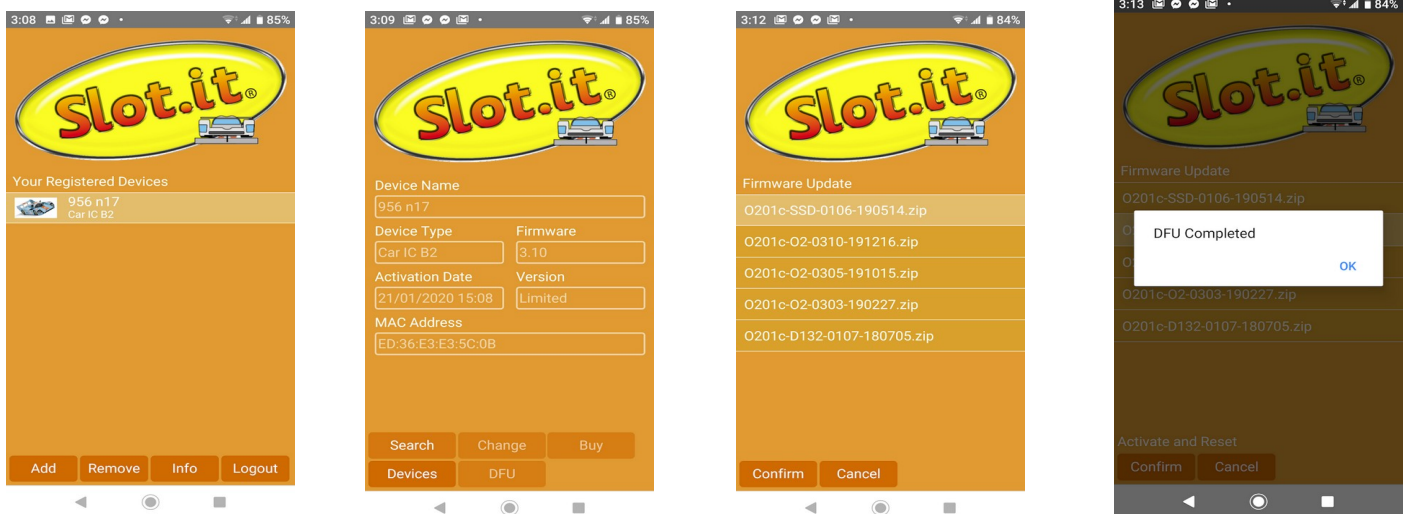 3:08
85%
Slot.it®
Your Registered Devices
956 n17
Car IC B2
Add Remove Info Logout
3:09
85%
Slot.it®
Device Name
956 n17
Device Type Firmware
Car IC B2 3.10
Activation Date Version
21/01/2020 15:08 Limited
MAC Address
ED:36:E3:E3:5C:0B
Search Change Buy
Devices DFU
3:12
84%
Slot.it®
Firmware Update
O201c-SSD-0106-190514.zip
O201c-O2-0310-191216.zip
O201c-O2-0305-191015.zip
O201c-O2-0303-190227.zip
O201c-D132-0107-180705.zip
Confirm Cancel
3:13
84%
Slot.it®
Firmware Update
O201c-SSD-0106-190514.zip
DFU Completed
OK
O201c-O2-0303-190227.zip
O201c-D132-0107-180705.zip
Activate and Reset
Confirm Cancel